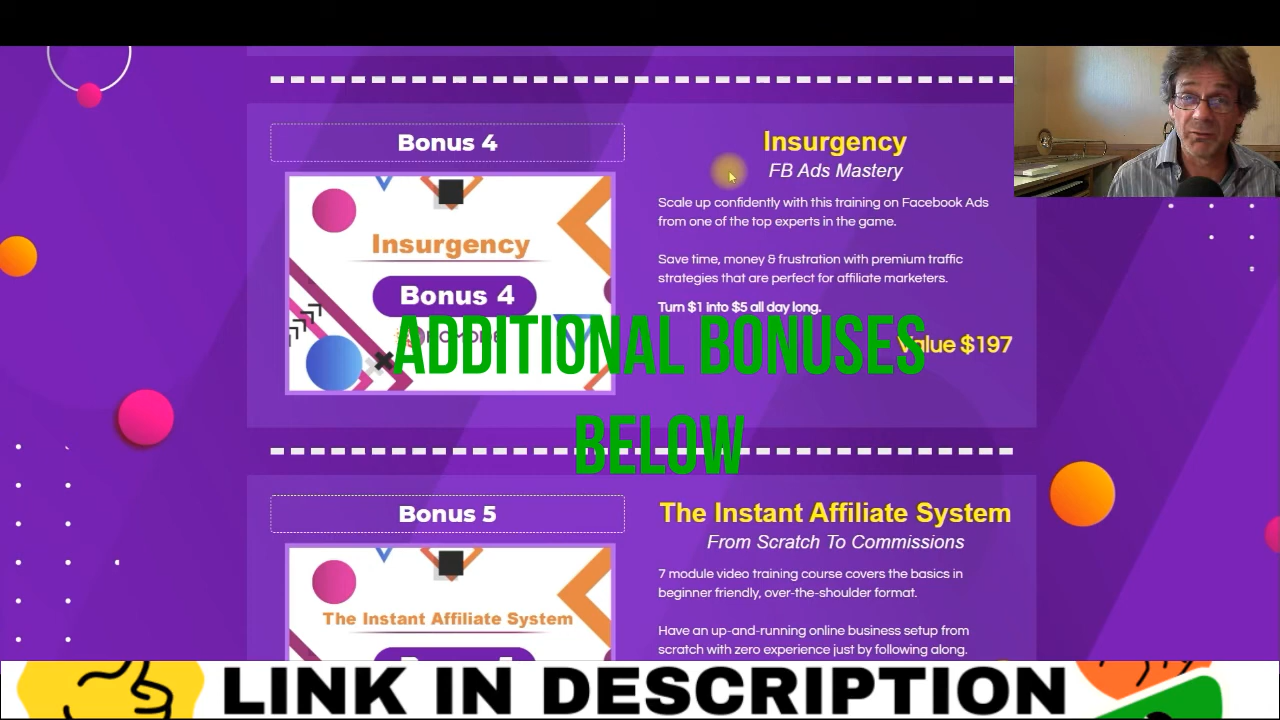 Bonus 4
Insurgency
FB Ads Mastery
Scale up confidently with this training on Facebook Ads
from one of the top experts in the game.
Save time, money & frustration with premium traffic
strategies that are perfect for affiliate marketers.
Turn $1 into $5 all day long.
Value $197
Insurgency
Bonus 4
ADDITIONAL BONUSES
BELOW
Bonus 5
The Instant Affiliate System
From Scratch To Commissions
7 module video training course covers the basics in
beginner friendly, over-the-shoulder format.
Have an up-and-running online business setup from
scratch with zero experience just by following along.
The Instant Affiliate System
LINK IN DESCRIPTION